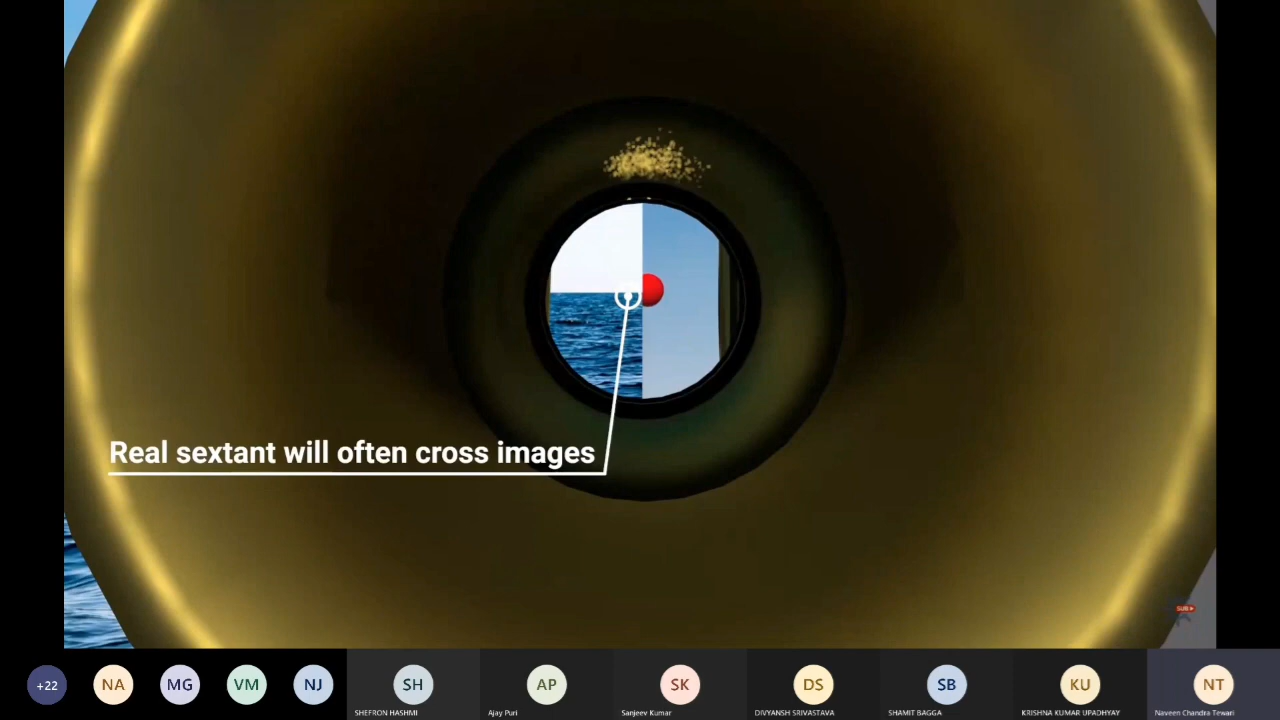 Real sextant will often cross images
SUB
+22
NA
MG
VM
NJ
SH
AP
SK
DS
SB
KU
NT
SHEFRON HASHMI
Ajay Puri
Sanjeev Kumar
DIVYANSH SRIVASTAVA
SHAMIT BAGGA
KRISHNA KUMAR UPADHYAY
Naveen Chandra Tewari